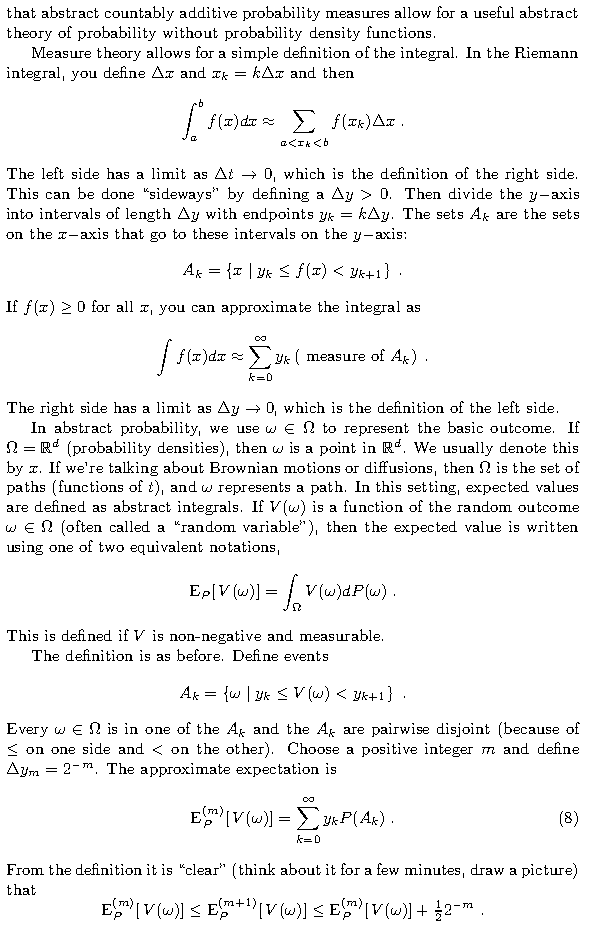 that abstract countably additive probability measures allow for a useful abstract
theory of probability without probability density functions.
Measure theory allows for a simple definition of the integral. In the Riemann
integral, you define Δx and x_k = kΔx and then
∫_a^b f(x)dx ≈ ∑_{a<x_k<b} f(x_k)Δx .
The left side has a limit as Δt → 0, which is the definition of the right side.
This can be done “sideways” by defining a Δy > 0. Then divide the y−axis
into intervals of length Δy with endpoints y_k = kΔy. The sets A_k are the sets
on the x−axis that go to these intervals on the y−axis:
A_k = {x | y_k ≤ f(x) < y_{k+1}} .
If f(x) ≥ 0 for all x, you can approximate the integral as
∫ f(x)dx ≈ ∑_{k=0}^∞ y_k ( measure of A_k) .
The right side has a limit as Δy → 0, which is the definition of the left side.
In abstract probability, we use ω ∈ Ω to represent the basic outcome. If
Ω = ℝ^d (probability densities), then ω is a point in ℝ^d. We usually denote this
by x. If we're talking about Brownian motions or diffusions, then Ω is the set of
paths (functions of t), and ω represents a path. In this setting, expected values
are defined as abstract integrals. If V(ω) is a function of the random outcome
ω ∈ Ω (often called a “random variable”), then the expected value is written
using one of two equivalent notations,
E_P[V(ω)] = ∫_Ω V(ω)dP(ω) .
This is defined if V is non-negative and measurable.
The definition is as before. Define events
A_k = {ω | y_k ≤ V(ω) < y_{k+1}} .
Every ω ∈ Ω is in one of the A_k and the A_k are pairwise disjoint (because of
≤ on one side and < on the other). Choose a positive integer m and define
Δy_m = 2^{−m}. The approximate expectation is
E_P^{(m)}[V(ω)] = ∑_{k=0}^∞ y_k P(A_k) . (8)
From the definition it is “clear” (think about it for a few minutes, draw a picture)
that
E_P^{(m)}[V(ω)] ≤ E_P^{(m+1)}[V(ω)] ≤ E_P^{(m)}[V(ω)] + ½2^{−m} .